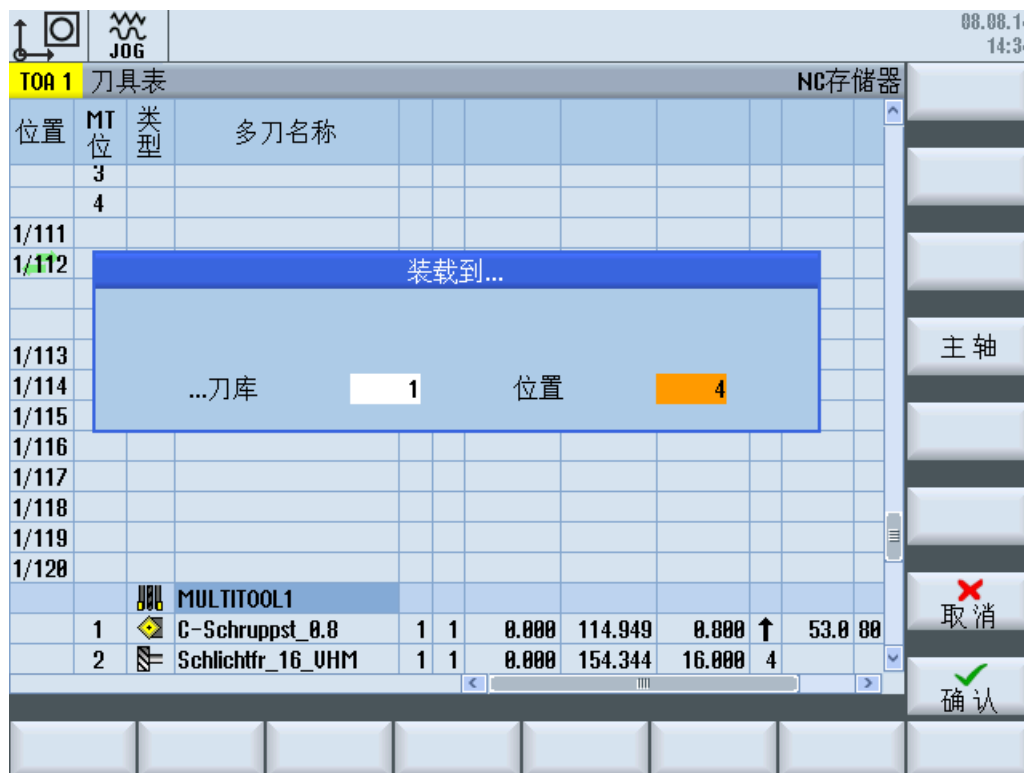 JOG
08.08.1
14:3
TOA 1 刀具表 NC存储器
位置 MT位 类型 多刀名称
3
4
1/111
1/112
装载到...
1/113
主轴
1/114
...刀库 1 位置 4
1/115
1/116
1/117
1/118
1/119
1/120
MULTITOOL1
取消
1 C-Schruppst_0.8 1 1 0.000 114.949 0.800 ↑ 53.0 80
2 Schlichtfr_16_VHM 1 1 0.000 154.344 16.000 4
确认